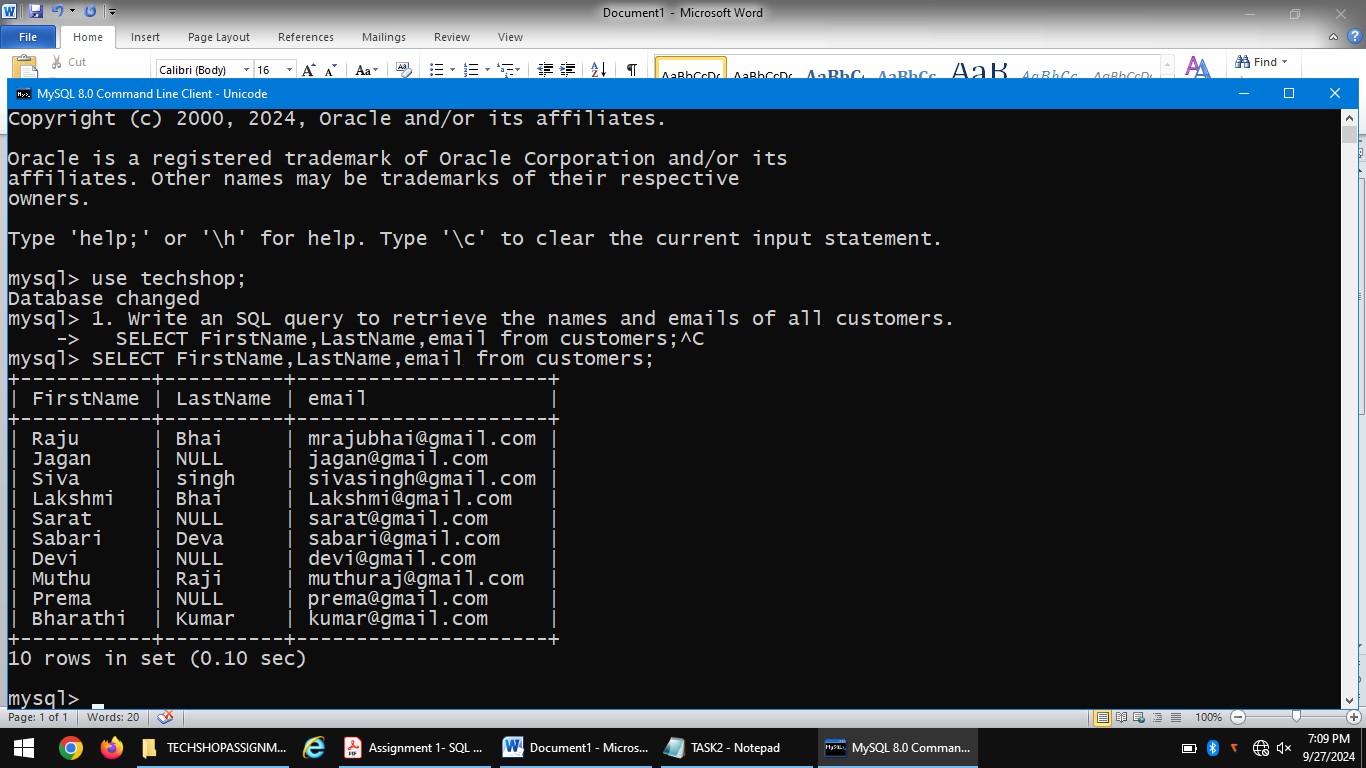 Document1 - Microsoft Word
File Home Insert Page Layout References Mailings Review View
Cut
Calibri (Body) 16
Aa
Find
MySQL 8.0 Command Line Client - Unicode
Copyright (c) 2000, 2024, Oracle and/or its affiliates.
Oracle is a registered trademark of Oracle Corporation and/or its
affiliates. Other names may be trademarks of their respective
owners.
Type 'help;' or '\h' for help. Type '\c' to clear the current input statement.
mysql> use techshop;
Database changed
mysql> 1. Write an SQL query to retrieve the names and emails of all customers.
    ->   SELECT FirstName,LastName,email from customers;^C
mysql> SELECT FirstName,LastName,email from customers;
+-----------+----------+---------------------+
| FirstName | LastName | email               |
+-----------+----------+---------------------+
| Raju      | Bhai     | mrajubhai@gmail.com |
| Jagan     | NULL     | jagan@gmail.com     |
| Siva      | singh    | sivasingh@gmail.com |
| Lakshmi   | Bhai     | Lakshmi@gmail.com   |
| Sarat     | NULL     | sarat@gmail.com     |
| Sabari    | Deva     | sabari@gmail.com    |
| Devi      | NULL     | devi@gmail.com      |
| Muthu     | Raji     | muthuraj@gmail.com  |
| Prema     | NULL     | prema@gmail.com     |
| Bharathi  | Kumar    | kumar@gmail.com     |
+-----------+----------+---------------------+
10 rows in set (0.10 sec)
mysql>
Page: 1 of 1 Words: 20 100%
TECHSHOPASSIGNM... Assignment 1- SQL ... Document1 - Micros... TASK2 - Notepad MySQL 8.0 Comman... 7:09 PM
9/27/2024